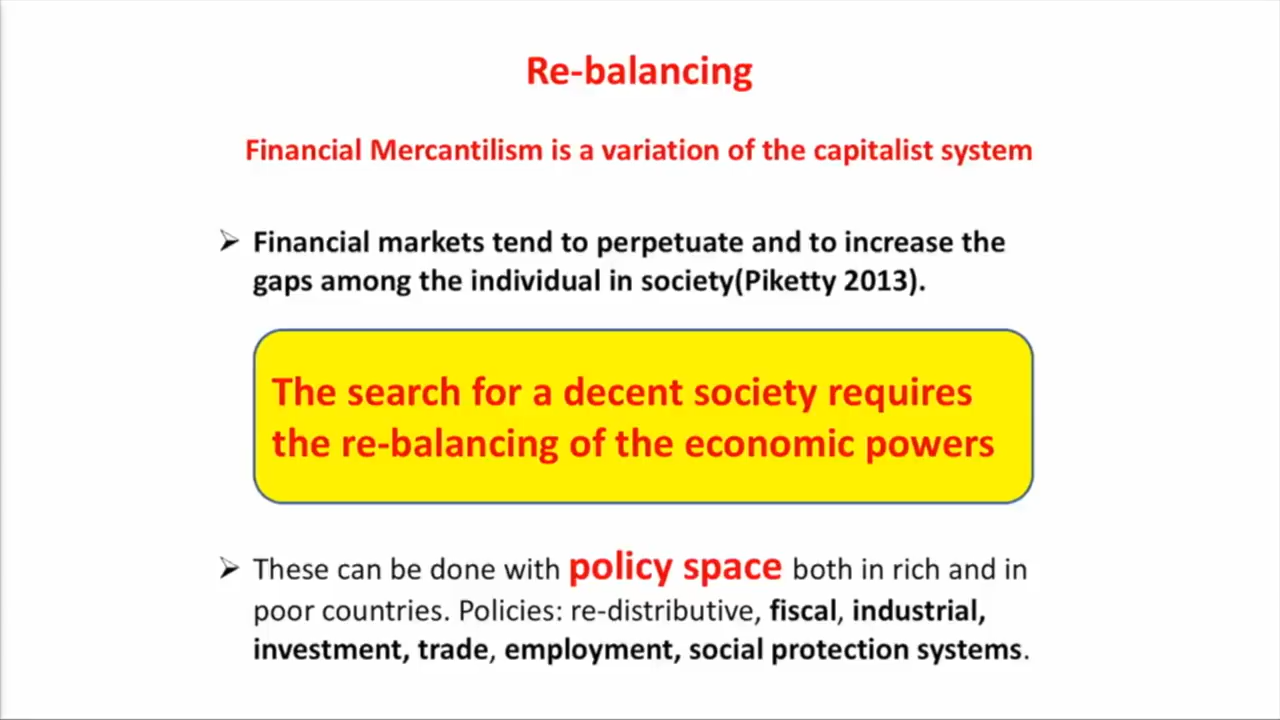 Re-balancing
Financial Mercantilism is a variation of the capitalist system
➢ Financial markets tend to perpetuate and to increase the
gaps among the individual in society(Piketty 2013).
The search for a decent society requires
the re-balancing of the economic powers
➢ These can be done with policy space both in rich and in
poor countries. Policies: re-distributive, fiscal, industrial,
investment, trade, employment, social protection systems.